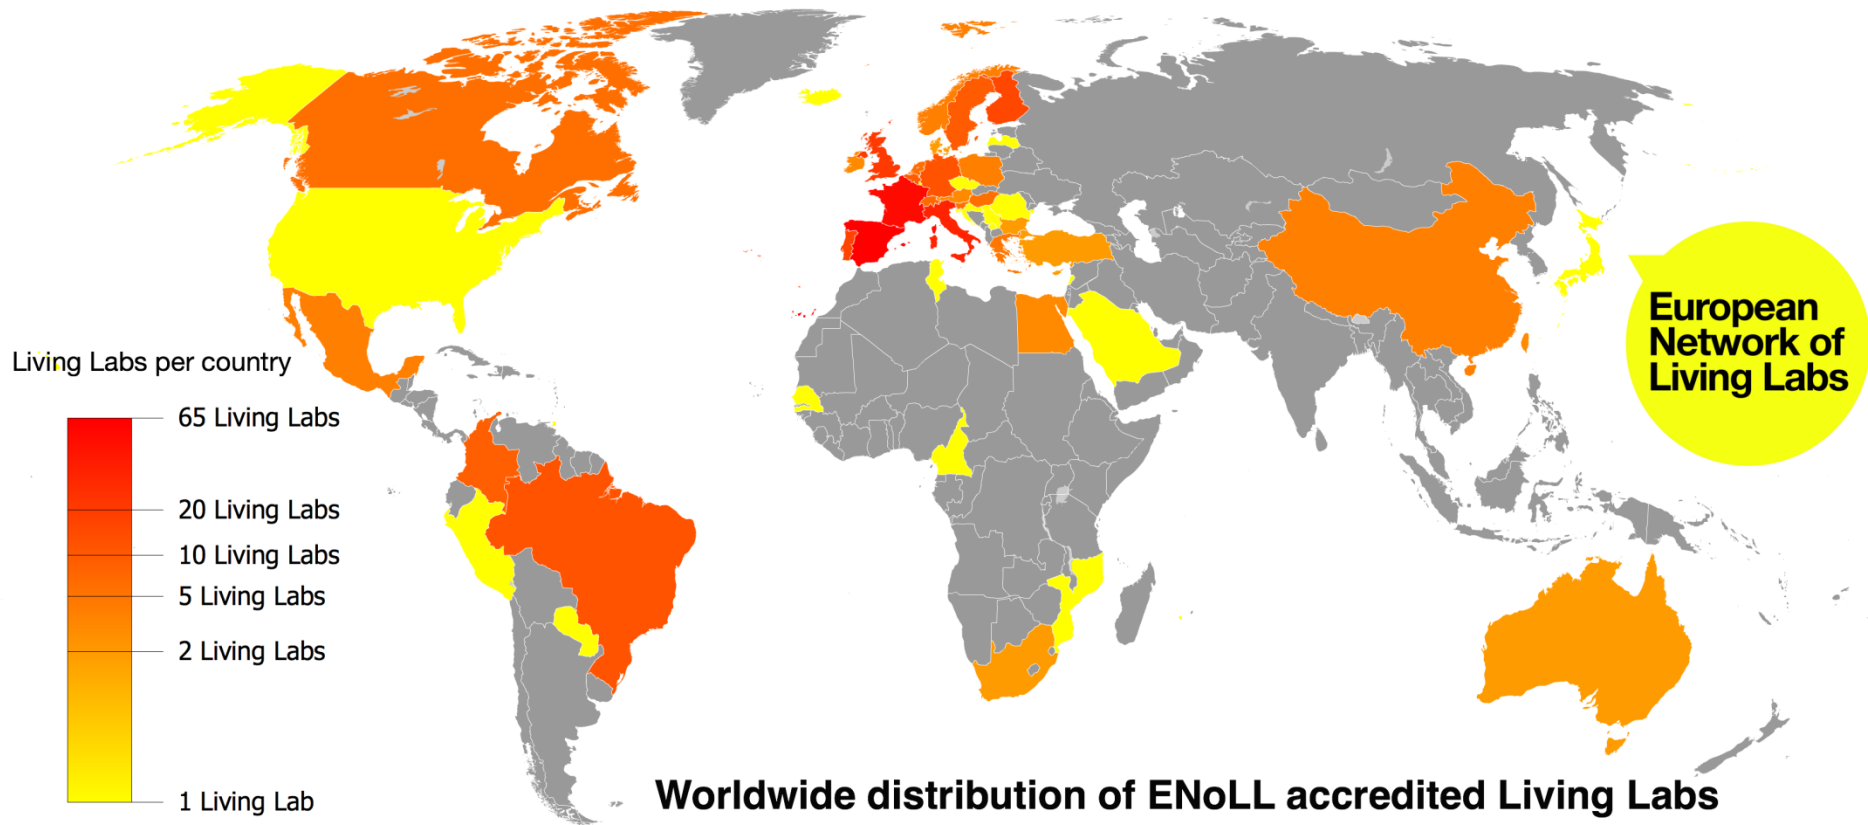 European
Network of
Living Labs
Living Labs per country
65 Living Labs
20 Living Labs
10 Living Labs
5 Living Labs
2 Living Labs
1 Living Lab
Worldwide distribution of ENoLL accredited Living Labs